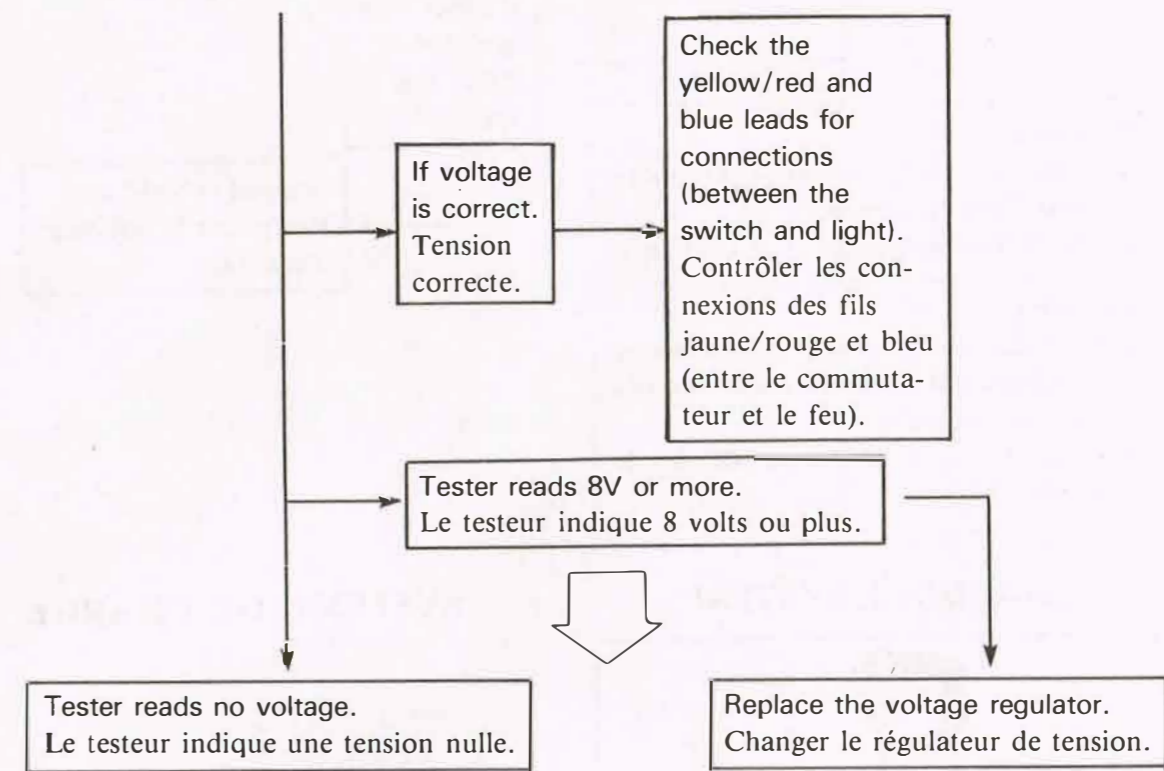 If voltage
is correct.
Tension
correcte.
Check the
yellow/red and
blue leads for
connections
(between the
switch and light).
Contrôler les con-
nexions des fils
jaune/rouge et bleu
(entre le commuta-
teur et le feu).
Tester reads 8V or more.
Le testeur indique 8 volts ou plus.
Tester reads no voltage.
Le testeur indique une tension nulle.
Replace the voltage regulator.
Changer le régulateur de tension.